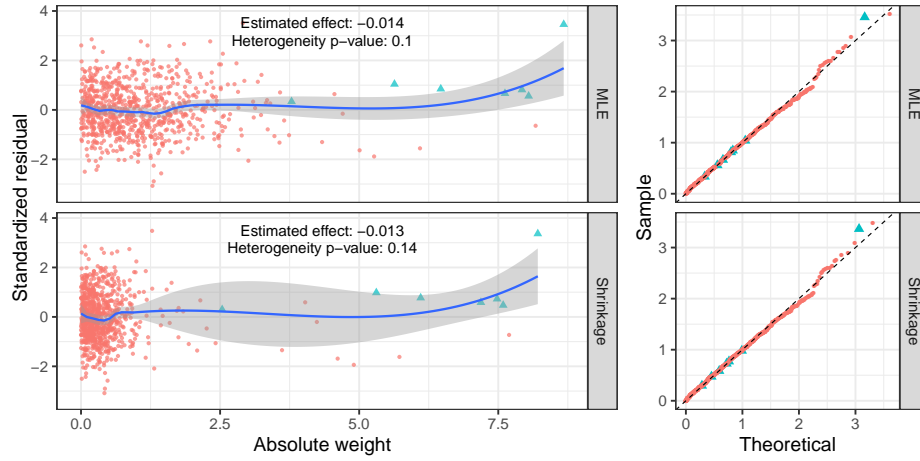 Estimated effect: −0.014
Heterogeneity p−value: 0.1
4
2
0
−2
MLE
Estimated effect: −0.013
Heterogeneity p−value: 0.14
4
2
0
−2
Shrinkage
0.0
2.5
5.0
7.5
Absolute weight
Standardized residual
3
2
1
0
MLE
3
2
1
0
Shrinkage
0
1
2
3
Theoretical
Sample